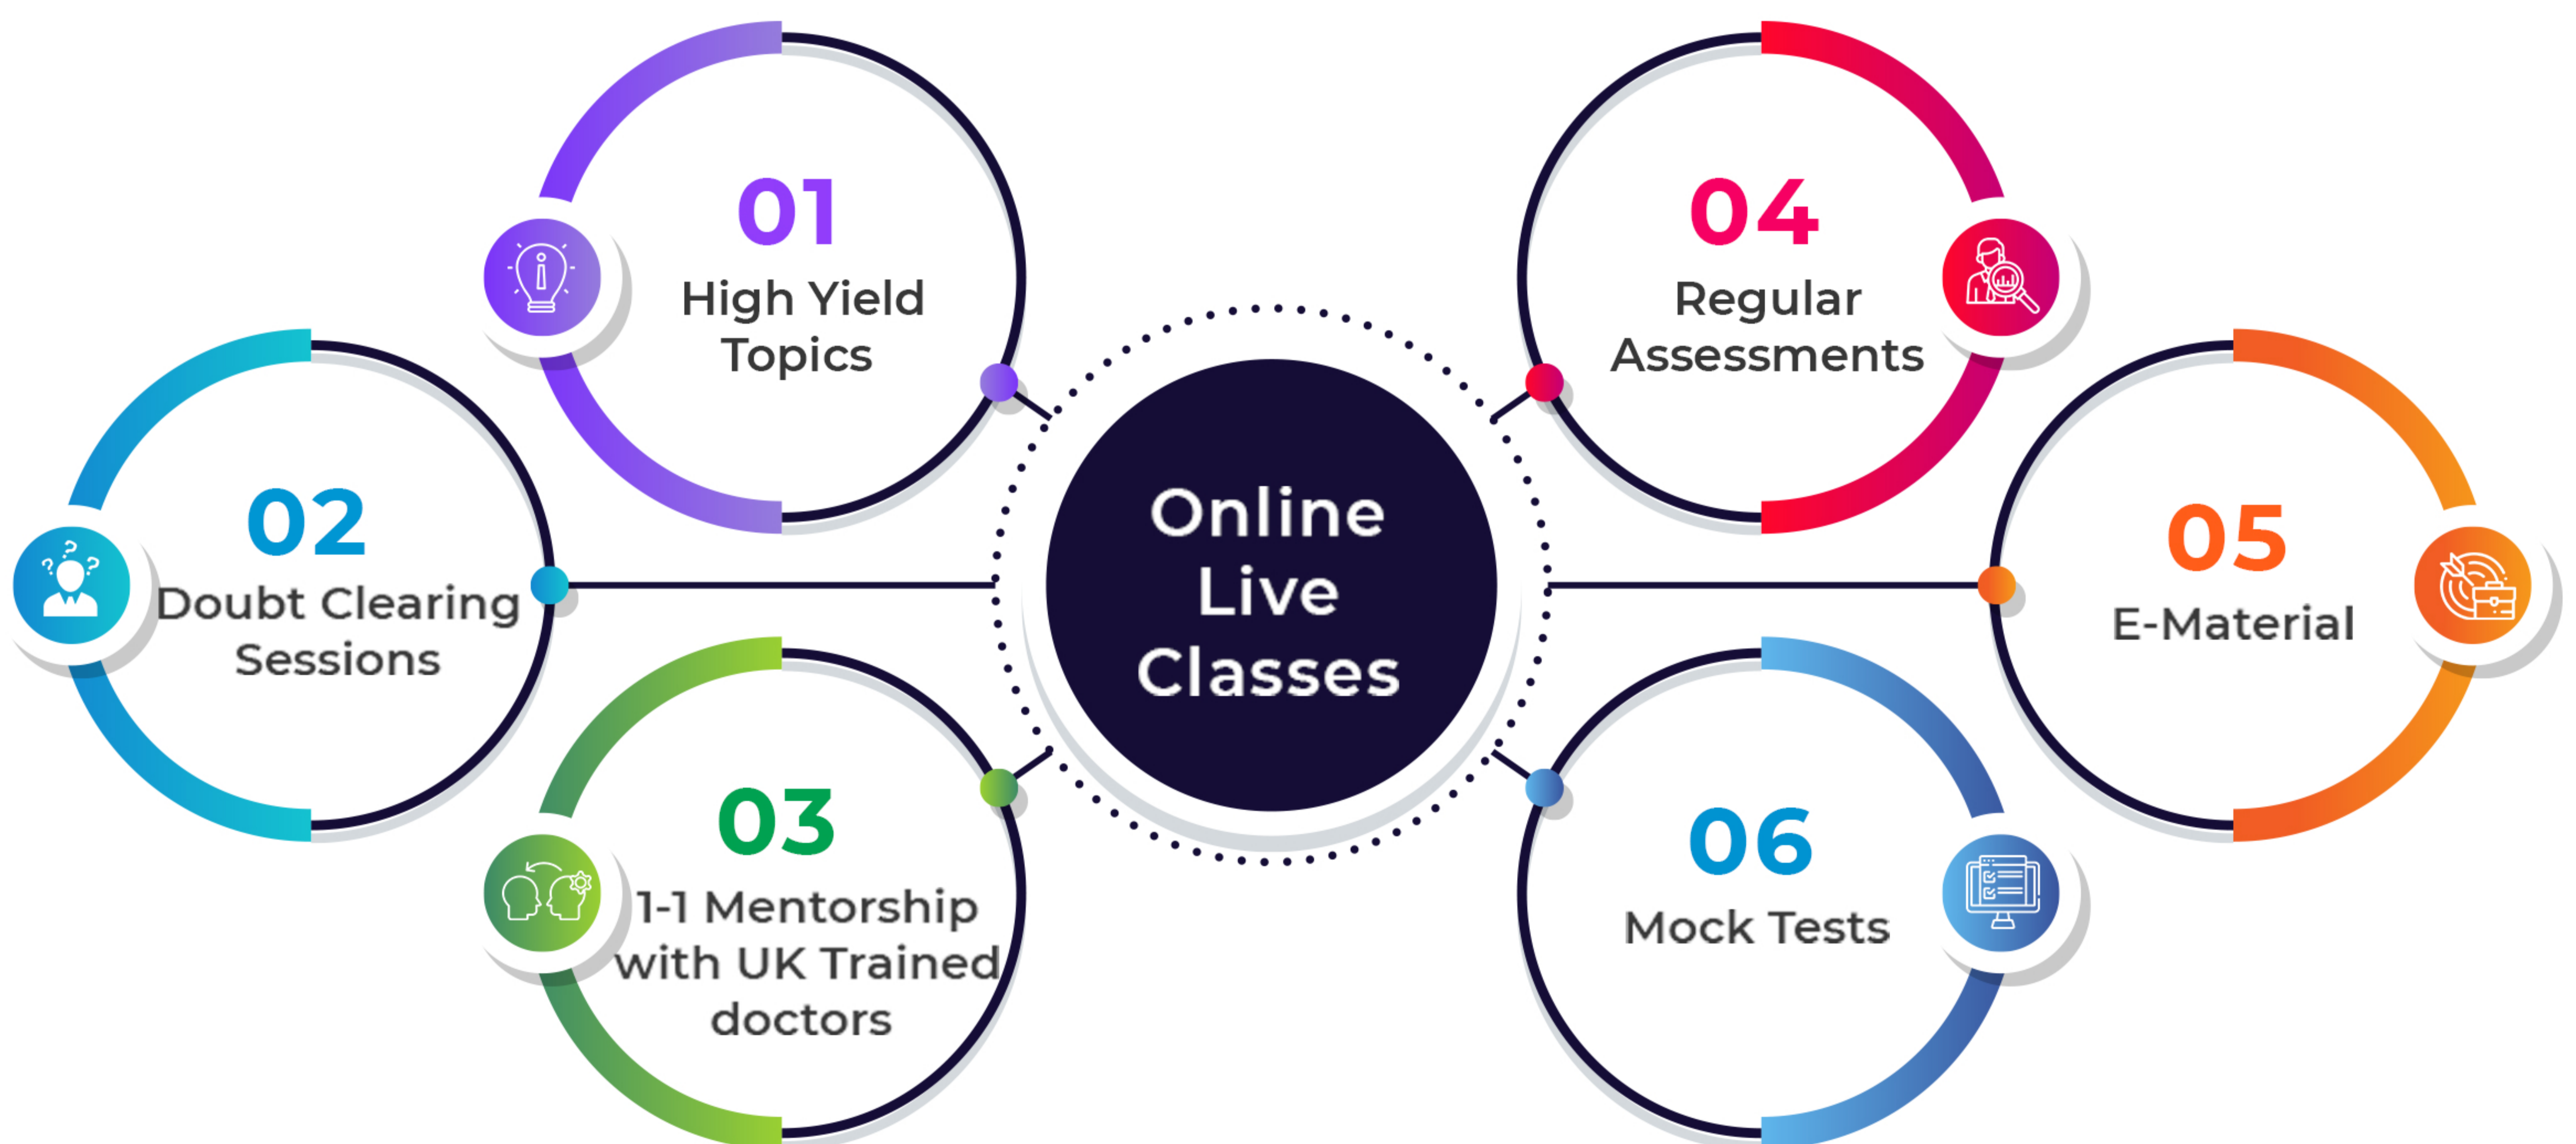 01
High Yield
Topics
02
Doubt Clearing
Sessions
03
1-1 Mentorship
with UK Trained
doctors
Online
Live
Classes
04
Regular
Assessments
05
E-Material
06
Mock Tests